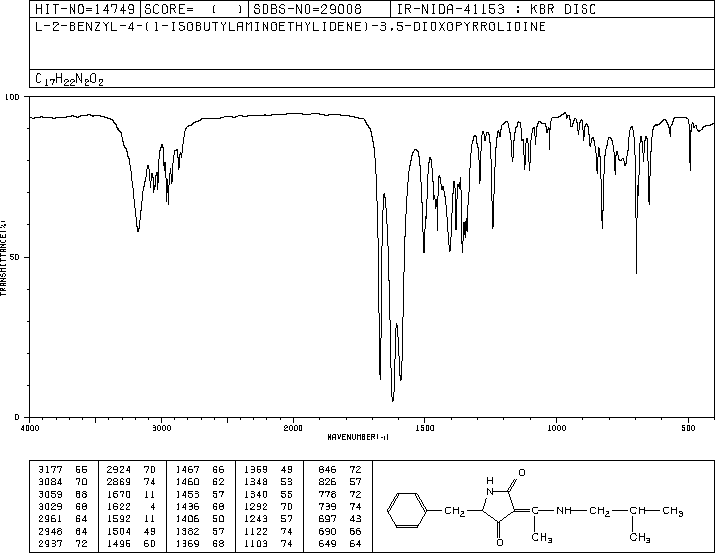 HIT-NO=14749 SCORE= ( ) SDBS-NO=29008 IR-NIDA-41153 : KBR DISC
L-2-BENZYL-4-(1-ISOBUTYLAMINOETHYLIDENE)-3,5-DIOXOPYRROLIDINE
C17H22N2O2
100
50
0
TRANSMITTANCE(%)
4000 3000 2000 1500 1000 500
WAVENUMBER(-1)
3177 66 2924 70 1467 66 1369 49 846 72
3084 70 2869 74 1460 62 1348 53 826 57
3059 68 1670 11 1453 57 1340 55 778 72
3029 68 1622 4 1436 68 1292 70 739 74
2961 64 1592 11 1406 50 1243 57 697 43
2948 64 1504 49 1382 57 1122 74 690 66
2937 72 1495 60 1369 68 1103 74 649 64
O
NH
CH2
C
NH
CH2
CH
CH3
O
CH3
CH3